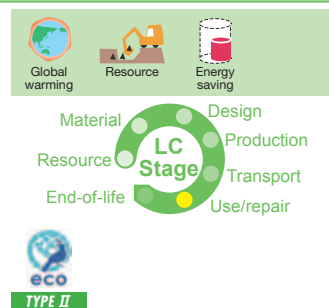 Global
warming
Resource
Energy
saving
Material
Design
LC
Stage
Production
Resource
Transport
End-of-life
Use/repair
eco
TYPE II